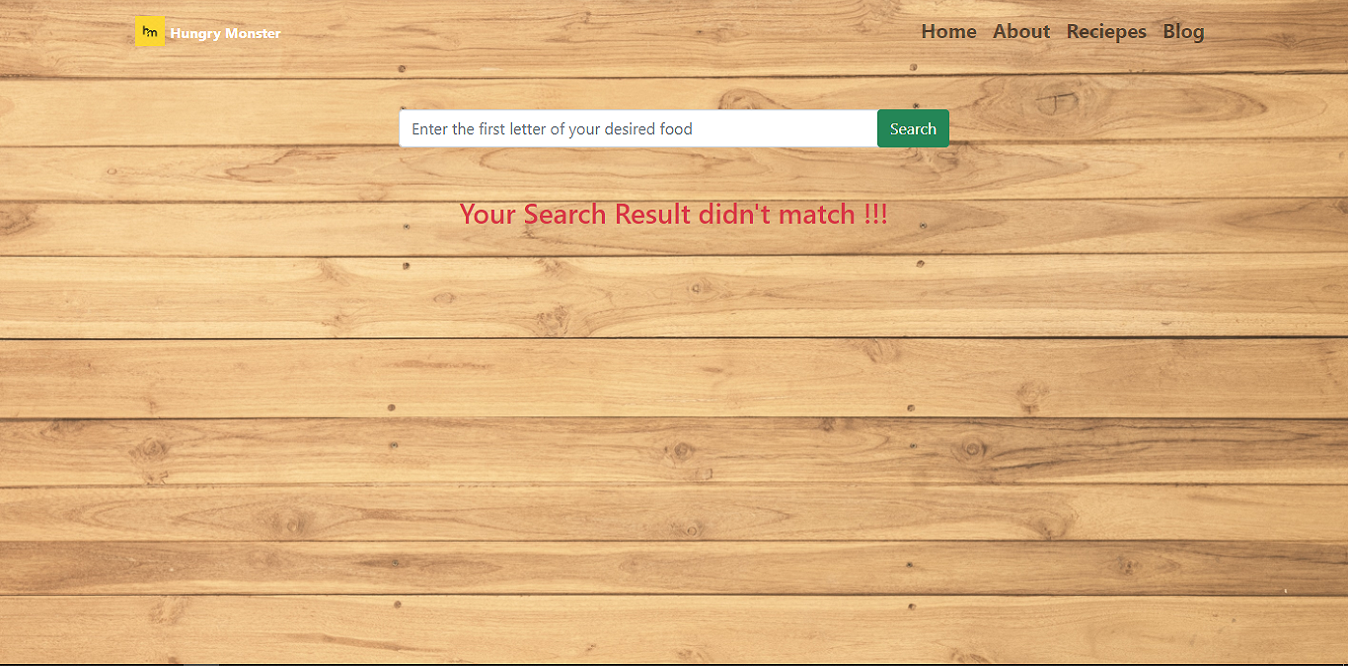 hm Hungry Monster
Home About Reciepes Blog
Enter the first letter of your desired food Search
Your Search Result didn't match !!!